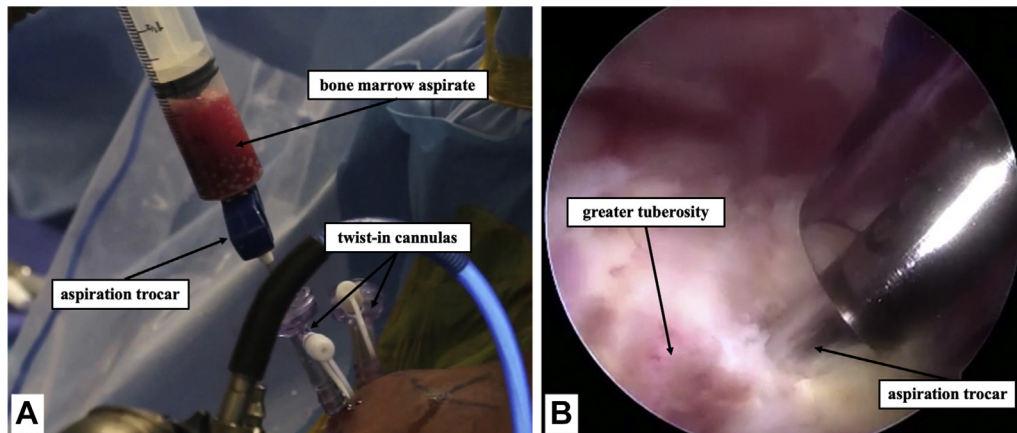 bone marrow aspirate
twist-in cannulas
aspiration trocar
A
greater tuberosity
aspiration trocar
B